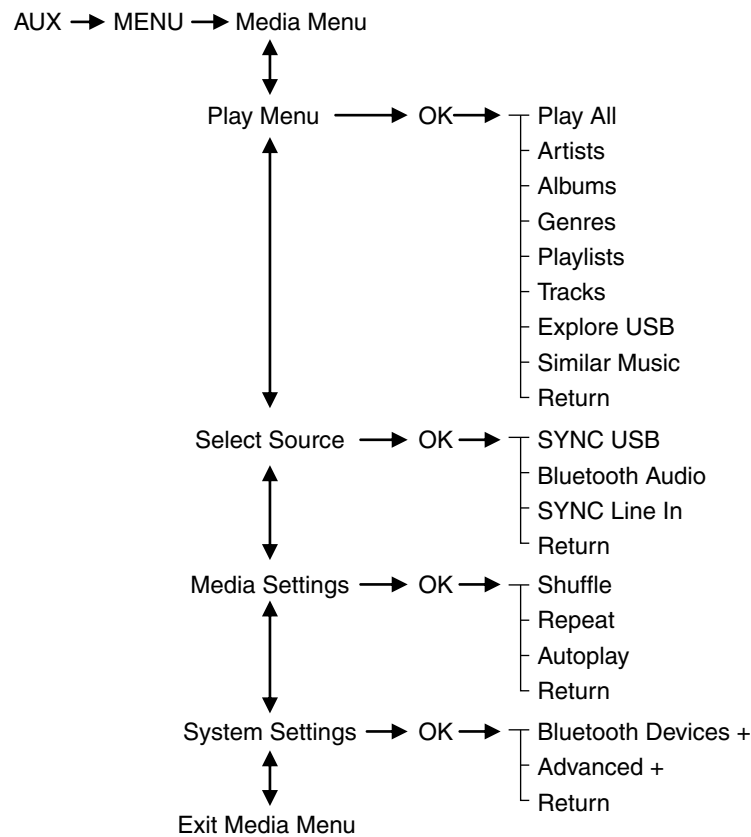 AUX MENU Media Menu
Play Menu OK Play All
Artists
Albums
Genres
Playlists
Tracks
Explore USB
Similar Music
Return
Select Source OK SYNC USB
Bluetooth Audio
SYNC Line In
Return
Media Settings OK Shuffle
Repeat
Autoplay
Return
System Settings OK Bluetooth Devices +
Advanced +
Return
Exit Media Menu